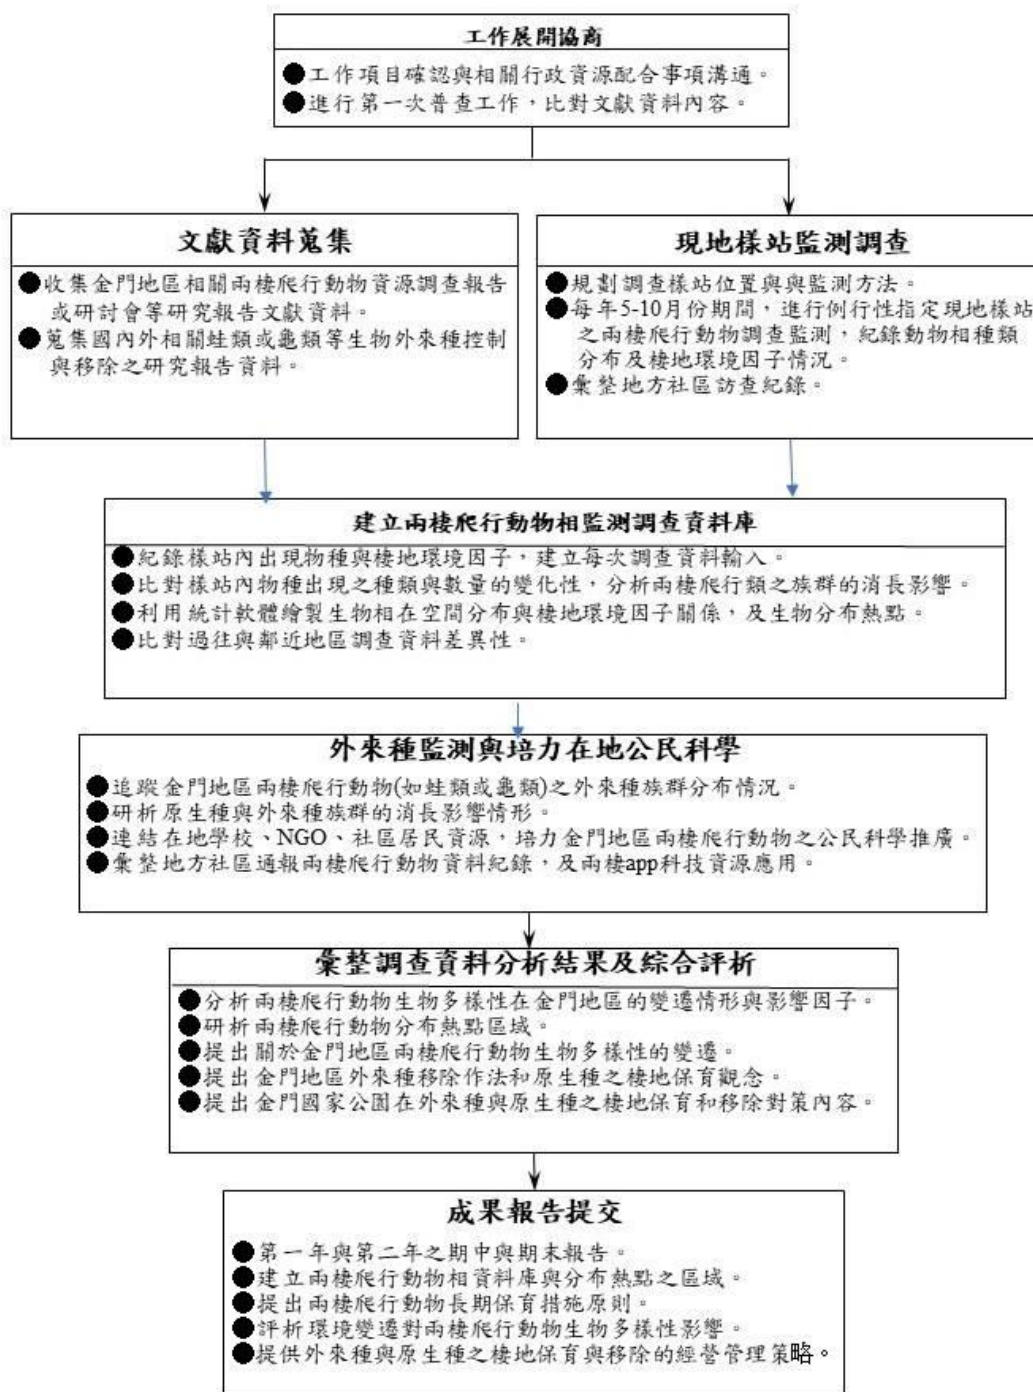 工作展開協商
●工作項目確認與相關行政資源配合事項溝通。
●進行第一次普查工作，比對文獻資料內容。
文獻資料蒐集
●收集金門地區相關兩棲爬行動物資源調查報告
或研討會等研究報告文獻資料。
●蒐集國內外相關蛙類或龜類等生物外來種控制
與移除之研究報告資料。
現地樣站監測調查
●規劃調查樣站位置與與監測方法。
●每年5-10月份期間，進行例行性指定現地樣站
之兩棲爬行動物調查監測，紀錄動物相種類
分布及棲地環境因子情況。
●彙整地方社區訪查紀錄。
建立兩棲爬行動物相監測調查資料庫
●紀錄樣站內出現物種與棲地環境因子，建立每次調查資料輸入。
●比對樣站內物種出現之種類與數量的變化性，分析兩棲爬行類之族群的消長影響。
●利用統計軟體繪製生物相在空間分布與棲地環境因子關係，及生物分布熱點。
●比對過往與鄰近地區調查資料差異性。
外來種監測與培力在地公民科學
●追蹤金門地區兩棲爬行動物(如蛙類或龜類)之外來種族群分布情況。
●研析原生種與外來種族群的消長影響情形。
●連結在地學校、NGO、社區居民資源，培力金門地區兩棲爬行動物之公民科學推廣。
●彙整地方社區通報兩棲爬行動物資料紀錄，及兩棲app科技資源應用。
彙整調查資料分析結果及綜合評析
●分析兩棲爬行動物生物多樣性在金門地區的變遷情形與影響因子。
●研析兩棲爬行動物分布熱點區域。
●提出關於金門地區兩棲爬行動物生物多樣性的變遷。
●提出金門地區外來種移除作法和原生種之棲地保育觀念。
●提出金門國家公園在外來種與原生種之棲地保育和移除對策內容。
成果報告提交
●第一年與第二年之期中與期末報告。
●建立兩棲爬行動物相資料庫與分布熱點之區域。
●提出兩棲爬行動物長期保育措施原則。
●評析環境變遷對兩棲爬行動物生物多樣性影響。
●提供外來種與原生種之棲地保育與移除的經營管理策略。